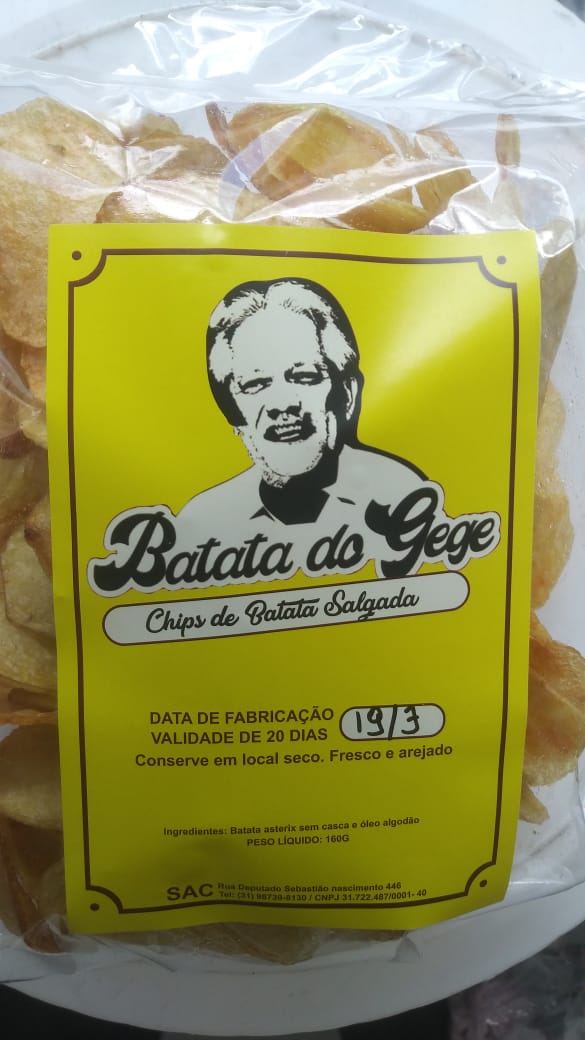 Batata do Gege
Chips de Batata Salgada
DATA DE FABRICAÇÃO 19/3
VALIDADE DE 20 DIAS
Conserve em local seco. Fresco e arejado
Ingredientes: Batata asterix sem casca e óleo algodão
PESO LÍQUIDO: 160G
SAC Rua Deputado Sebastião nascimento 446
Tel: (31) 98739-8130 / CNPJ 31.722.487/0001- 40